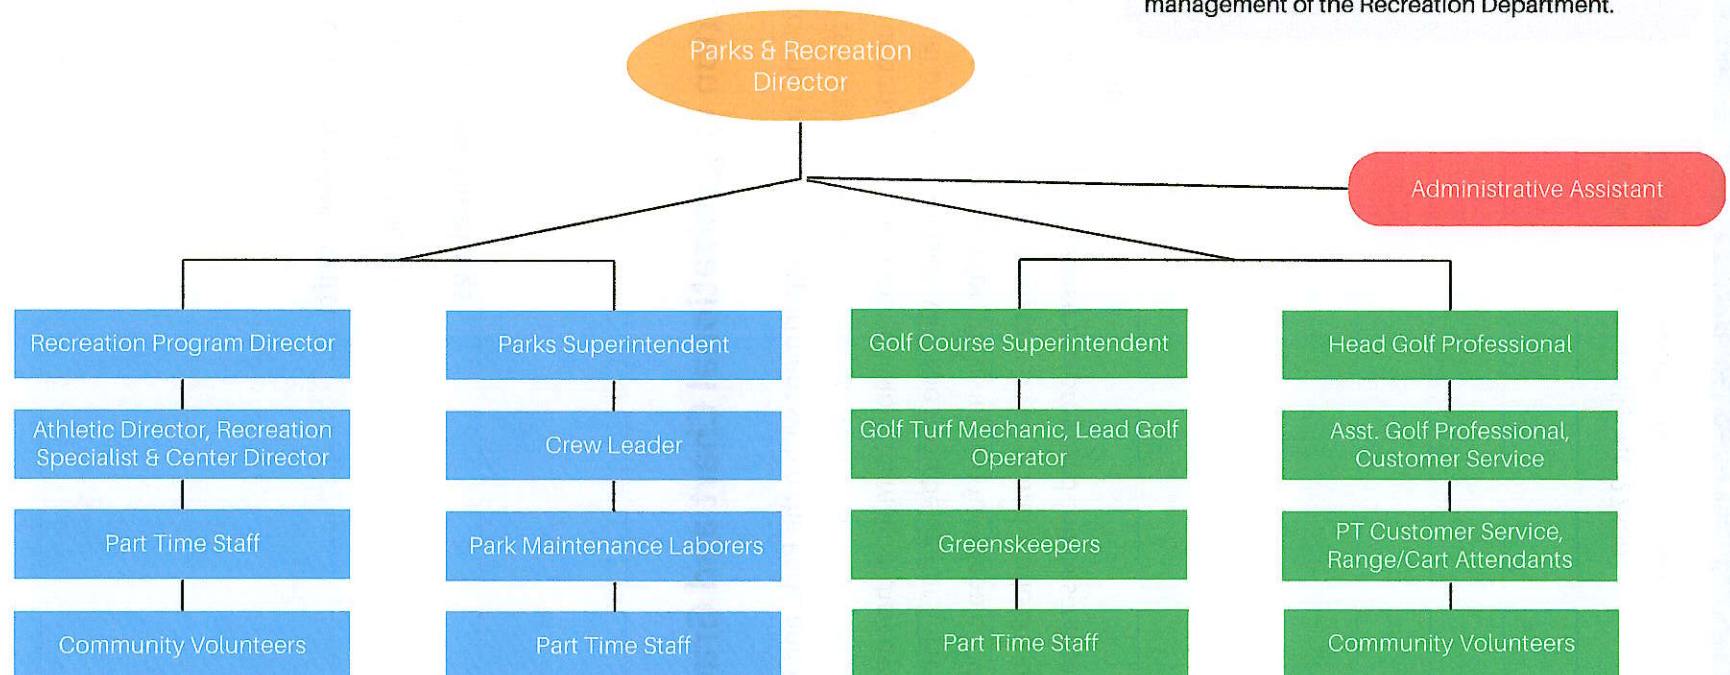 management of the Recreation Department.
Parks & Recreation
Director
Administrative Assistant
Recreation Program Director
Parks Superintendent
Golf Course Superintendent
Head Golf Professional
Athletic Director, Recreation
Specialist & Center Director
Crew Leader
Golf Turf Mechanic, Lead Golf
Operator
Asst. Golf Professional,
Customer Service
Part Time Staff
Park Maintenance Laborers
Greenskeepers
PT Customer Service,
Range/Cart Attendants
Community Volunteers
Part Time Staff
Part Time Staff
Community Volunteers